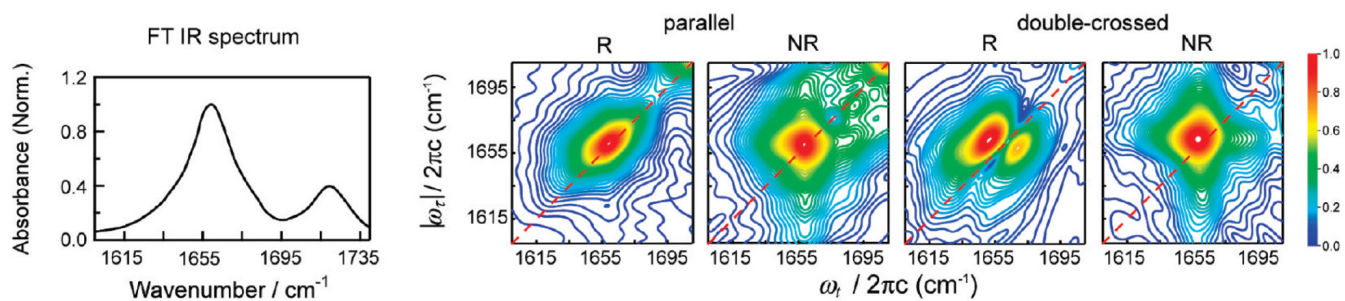 FT IR spectrum
Absorbance (Norm.)
1.2
0.8
0.4
0.0
1615 1655 1695 1735
Wavenumber / cm⁻¹
parallel double-crossed
R NR R NR
|ω_τ| / 2πc (cm⁻¹)
1695
1655
1615
1615 1655 1695 1615 1655 1695 1615 1655 1695 1615 1655 1695
ω_t / 2πc (cm⁻¹)
1.0
0.8
0.6
0.4
0.2
0.0